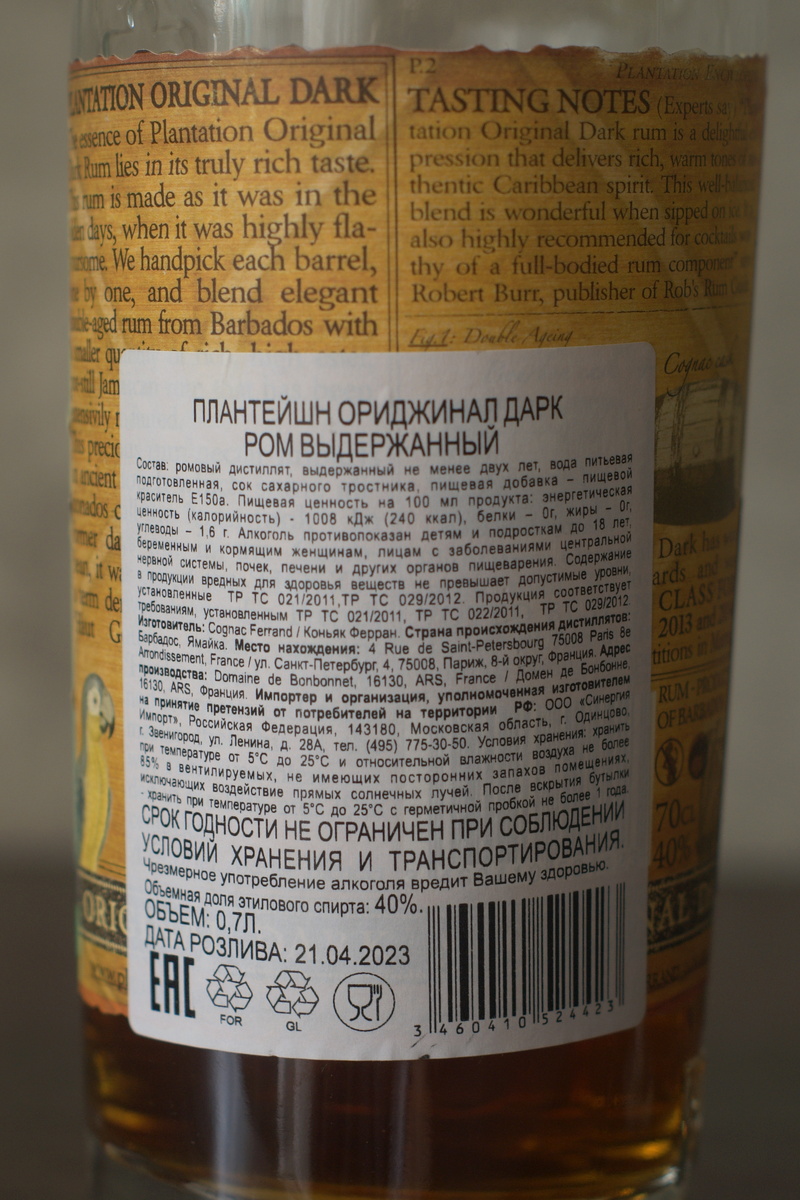 ORIGINAL DARK
essence of Plantation Original
Rum lies in its truly rich taste.
rum is made as it was in the
days, when it was highly fla-
We handpick each barrel,
by one, and blend elegant
rum from Barbados with
P.2
TASTING NOTES (Experts say
Original Dark rum is a
pression that delivers rich, warm tones
thentic Caribbean spirit. This
blend is wonderful when sipped on
also highly recommended for
thy of a full-bodied rum
Robert Burr, publisher of Rob's Rum
Fig.1: Double Ageing
Cognac
ПЛАНТЕЙШН ОРИДЖИНАЛ ДАРК
РОМ ВЫДЕРЖАННЫЙ
Состав: ромовый дистиллят, выдержанный не менее двух лет, вода питьевая
подготовленная, сок сахарного тростника, пищевая добавка – пищевой
краситель Е150а. Пищевая ценность на 100 мл продукта: энергетическая
ценность (калорийность) - 1008 кДж (240 ккал), белки – 0г, жиры – 0г,
углеводы – 1,6 г. Алкоголь противопоказан детям и подросткам до 18 лет,
беременным и кормящим женщинам, лицам с заболеваниями центральной
нервной системы, почек, печени и других органов пищеварения. Содержание
в продукции вредных для здоровья веществ не превышает допустимые уровни,
установленные ТР ТС 021/2011,ТР ТС 029/2012. Продукция соответствует
требованиям, установленным ТР ТС 021/2011, ТР ТС 022/2011, ТР ТС 029/2012.
Изготовитель: Cognac Ferrand / Коньяк Ферран. Страна происхождения дистиллятов:
Барбадос, Ямайка. Место нахождения: 4 Rue de Saint-Petersbourg 75008 Paris 8e
Arrondissement, France / ул. Санкт-Петербург, 4, 75008, Париж, 8-й округ, Франция. Адрес
производства: Domaine de Bonbonnet, 16130, ARS, France / Домен де Бонбонне,
16130, ARS, Франция. Импортер и организация, уполномоченная изготовителем
на принятие претензий от потребителей на территории РФ: ООО «Синергия
Импорт», Российская Федерация, 143180, Московская область, г. Одинцово,
г. Звенигород, ул. Ленина, д. 28А, тел. (495) 775-30-50. Условия хранения: хранить
при температуре от 5°С до 25°С и относительной влажности воздуха не более
85% в вентилируемых, не имеющих посторонних запахов помещениях,
исключающих воздействие прямых солнечных лучей. После вскрытия бутылки
- хранить при температуре от 5°С до 25°С с герметичной пробкой не более 1 года.
СРОК ГОДНОСТИ НЕ ОГРАНИЧЕН ПРИ СОБЛЮДЕНИИ
УСЛОВИЙ ХРАНЕНИЯ И ТРАНСПОРТИРОВАНИЯ.
Чрезмерное употребление алкоголя вредит Вашему здоровью.
Объемная доля этилового спирта: 40%.
ОБЪЕМ: 0,7Л.
ДАТА РОЗЛИВА: 21.04.2023
EAC
FOR
GL
3 460410 524423
Dark
CLASS
2013 and
RUM
OF
70cl
40%